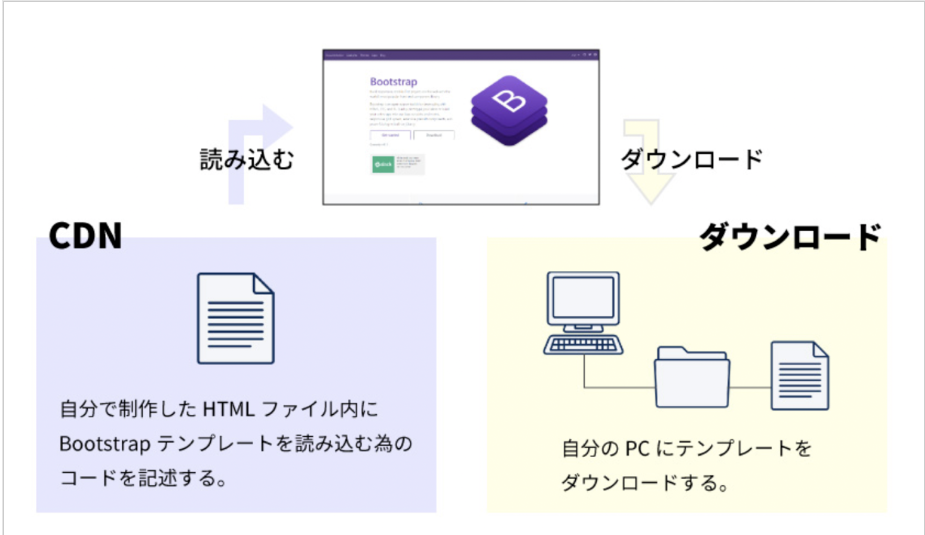 Bootstrap
読み込む
ダウンロード
CDN
自分で制作した HTML ファイル内に
Bootstrap テンプレートを読み込む為の
コードを記述する。
ダウンロード
自分の PC にテンプレートを
ダウンロードする。